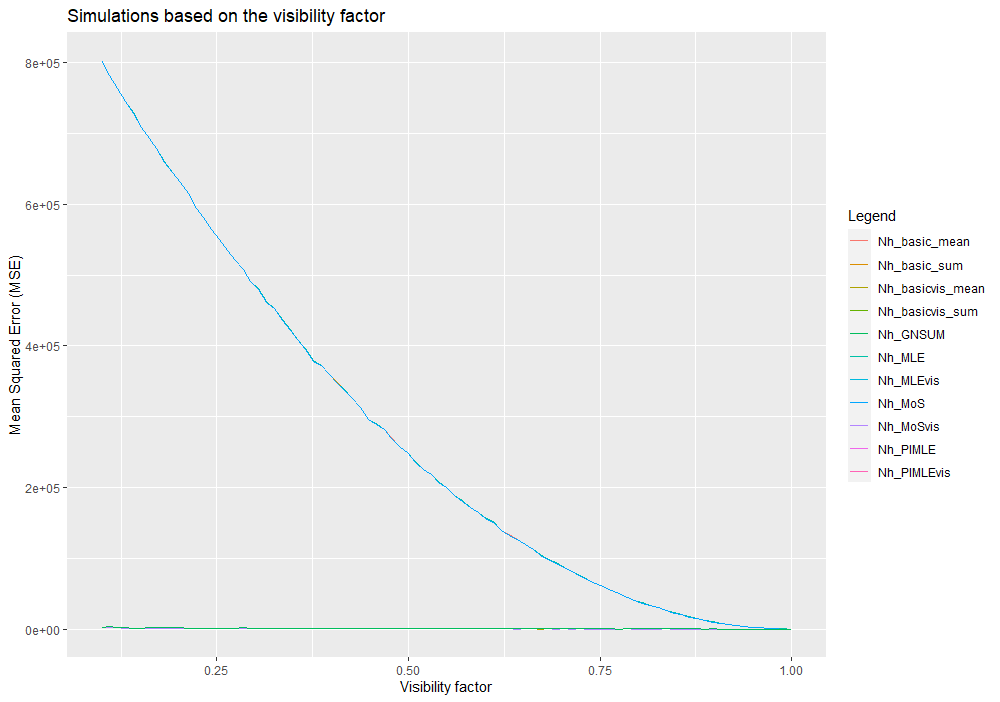 Simulations based on the visibility factor
8e+05
6e+05
4e+05
2e+05
0e+00
Mean Squared Error (MSE)
0.25
0.50
0.75
1.00
Visibility factor
Legend
Nh_basic_mean
Nh_basic_sum
Nh_basicvis_mean
Nh_basicvis_sum
Nh_GNSUM
Nh_MLE
Nh_MLEvis
Nh_MoS
Nh_MoSvis
Nh_PIMLE
Nh_PIMLEvis